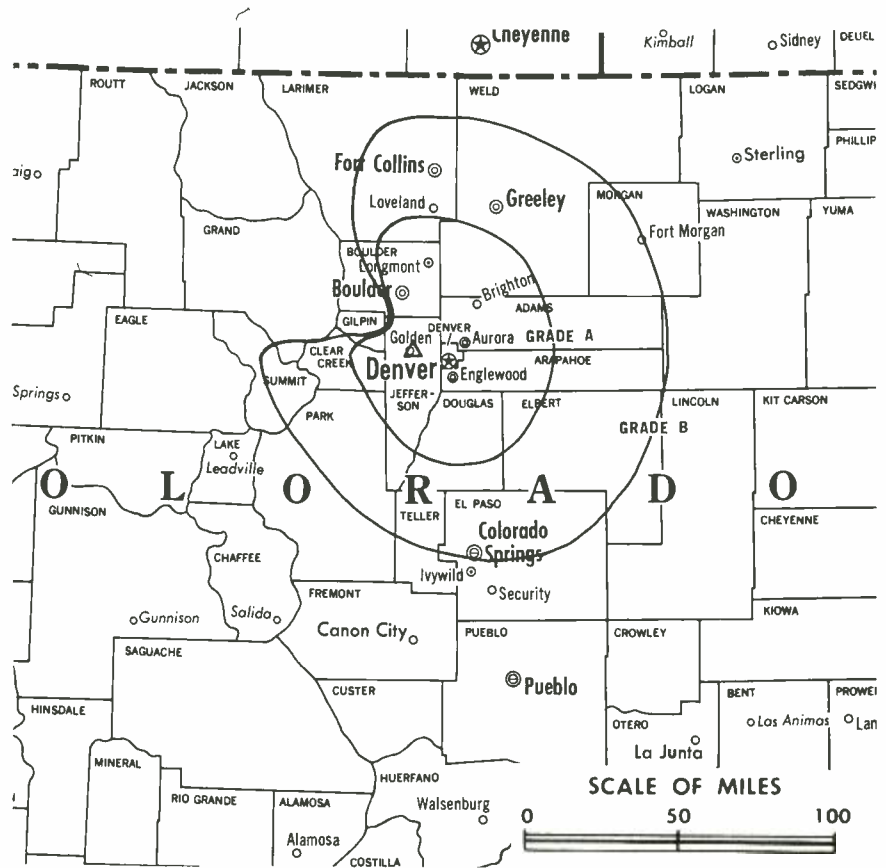 Cheyenne
Kimball
Sidney
DEUEL
ROUTT
JACKSON
LARIMER
WELD
LOGAN
SEDGWI
PHILLIP
Fort Collins
Sterling
aig
Loveland
Greeley
MORGAN
WASHINGTON
YUMA
GRAND
Fort Morgan
BOULDER
Longmont
Boulder
Brighton
ADAMS
EAGLE
GILPIN
DENVER
Golden
Aurora
GRADE A
CLEAR
CREEK
Denver
ARAPAHOE
Englewood
SUMMIT
Springs
JEFFER-
SON
DOUGLAS
ELBERT
LINCOLN
KIT CARSON
PARK
GRADE B
PITKIN
LAKE
Leadville
O L O R A D O
GUNNISON
TELLER
EL PASO
CHEYENNE
Colorado
Springs
CHAFFEE
Ivywild
Security
FREMONT
KIOWA
Gunnison
Salida
Canon City
PUEBLO
CROWLEY
SAGUACHE
Pueblo
CUSTER
BENT
PROWE
HINSDALE
OTERO
Las Animas
Lan
La Junta
MINERAL
HUERFANO
SCALE OF MILES
RIO GRANDE
ALAMOSA
Walsenburg
0 50 100
Alamosa
COSTILLA